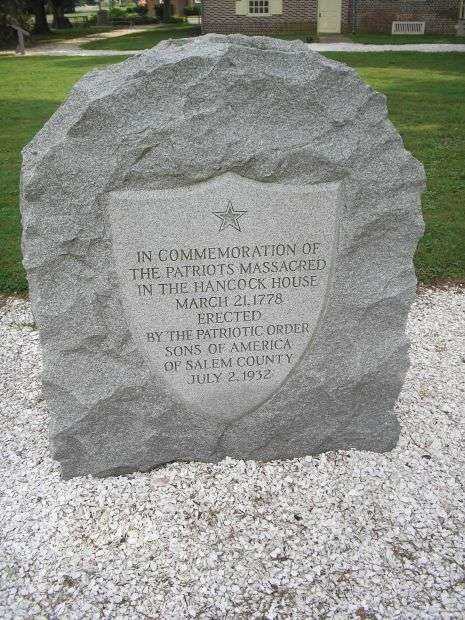 IN COMMEMORATION OF
THE PATRIOTS MASSACRED
IN THE HANCOCK HOUSE
MARCH 21,1778
ERECTED
BY THE PATRIOTIC ORDER
SONS OF AMERICA
OF SALEM COUNTY
JULY 2,1932